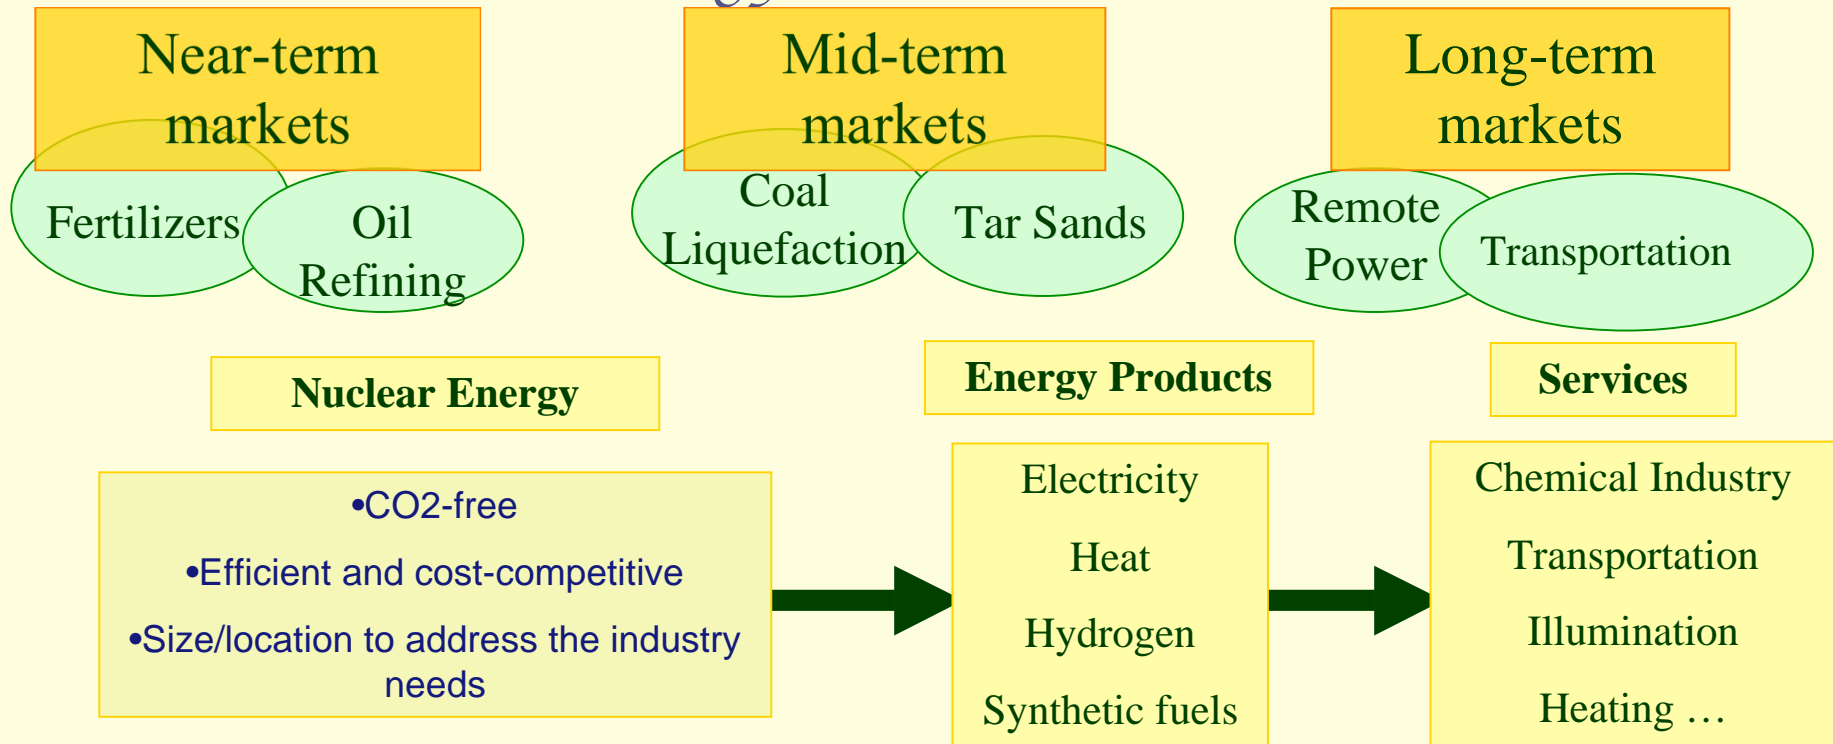 Near-term
markets
Mid-term
markets
Long-term
markets
Fertilizers
Oil
Refining
Coal
Liquefaction
Tar Sands
Remote
Power
Transportation
Nuclear Energy
Energy Products
Services
•CO2-free
•Efficient and cost-competitive
•Size/location to address the industry
needs
Electricity
Heat
Hydrogen
Synthetic fuels
Chemical Industry
Transportation
Illumination
Heating …